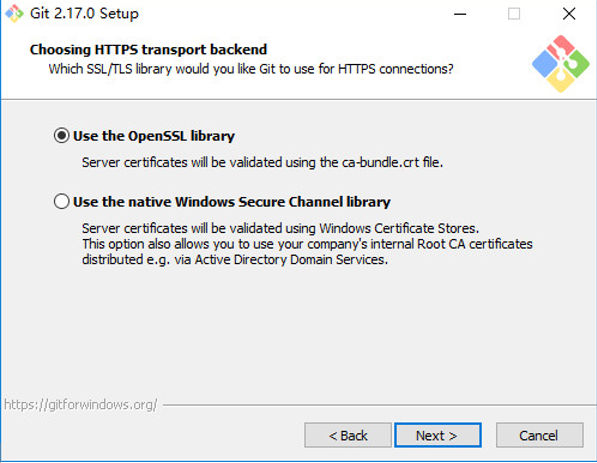 Git 2.17.0 Setup
Choosing HTTPS transport backend
Which SSL/TLS library would you like Git to use for HTTPS connections?
Use the OpenSSL library
Server certificates will be validated using the ca-bundle.crt file.
Use the native Windows Secure Channel library
Server certificates will be validated using Windows Certificate Stores.
This option also allows you to use your company's internal Root CA certificates
distributed e.g. via Active Directory Domain Services.
https://gitforwindows.org/
< Back
Next >
Cancel